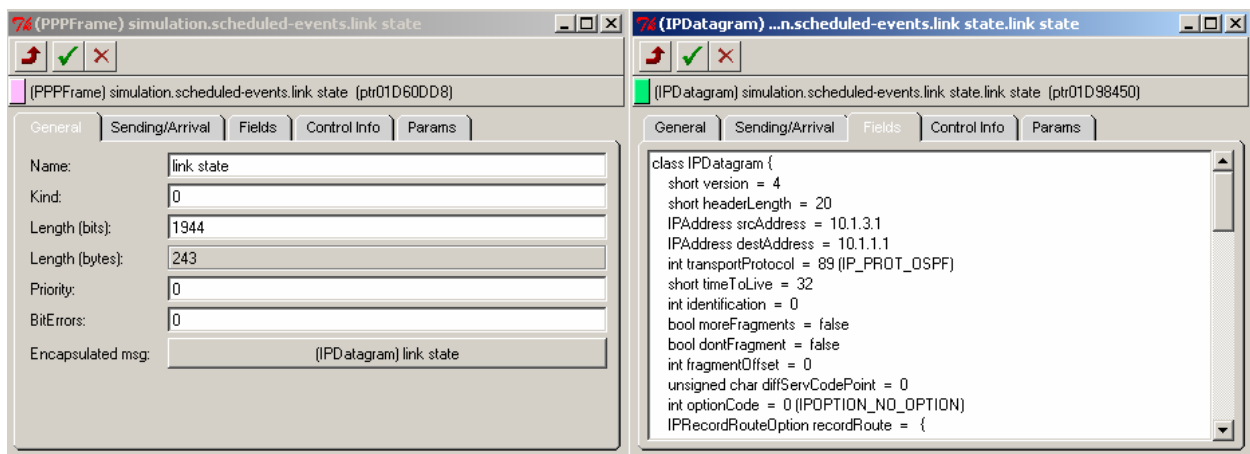 (PPPFrame) simulation.scheduled-events.link state
(PPPFrame) simulation.scheduled-events.link state (ptr01D60DD8)
General Sending/Arrival Fields Control Info Params
Name: link state
Kind: 0
Length (bits): 1944
Length (bytes): 243
Priority: 0
BitErrors: 0
Encapsulated msg: (IPDatagram) link state
(IPDatagram) ...n.scheduled-events.link state.link state
(IPDatagram) simulation.scheduled-events.link state.link state (ptr01D98450)
General Sending/Arrival Fields Control Info Params
class IPDatagram {
short version = 4
short headerLength = 20
IPAddress srcAddress = 10.1.3.1
IPAddress destAddress = 10.1.1.1
int transportProtocol = 89 (IP_PROT_OSPF)
short timeToLive = 32
int identification = 0
bool moreFragments = false
bool dontFragment = false
int fragmentOffset = 0
unsigned char diffServCodePoint = 0
int optionCode = 0 (IPOPTION_NO_OPTION)
IPRecordRouteOption recordRoute = {